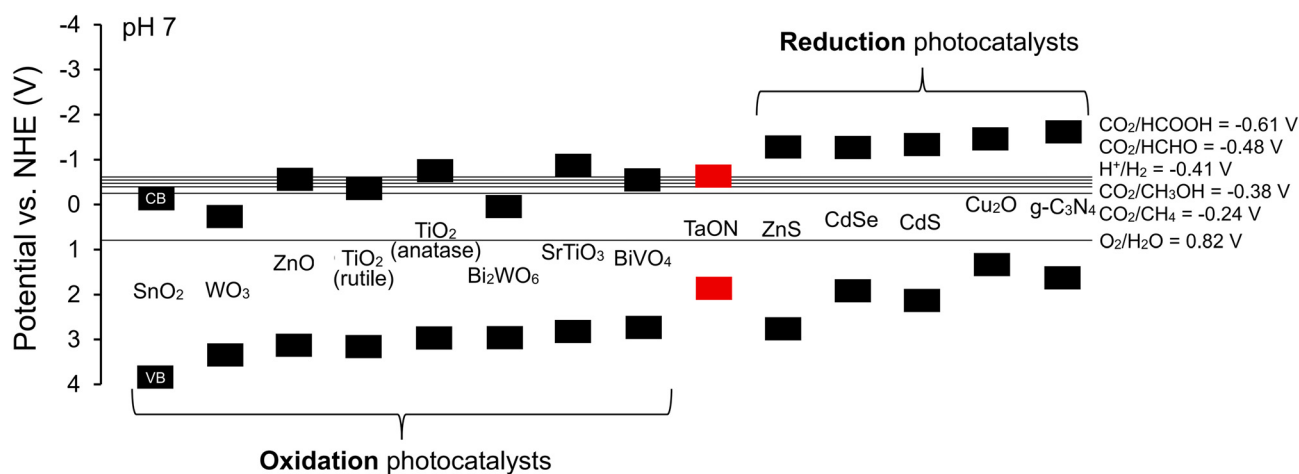 pH 7
Potential vs. NHE (V)
-4
-3
-2
-1
0
1
2
3
4
Reduction photocatalysts
CO₂/HCOOH = -0.61 V
CO₂/HCHO = -0.48 V
H⁺/H₂ = -0.41 V
CO₂/CH₃OH = -0.38 V
CO₂/CH₄ = -0.24 V
O₂/H₂O = 0.82 V
CB
VB
SnO₂
WO₃
ZnO
TiO₂
(rutile)
TiO₂
(anatase)
Bi₂WO₆
SrTiO₃
BiVO₄
TaON
ZnS
CdSe
CdS
Cu₂O
g-C₃N₄
Oxidation photocatalysts